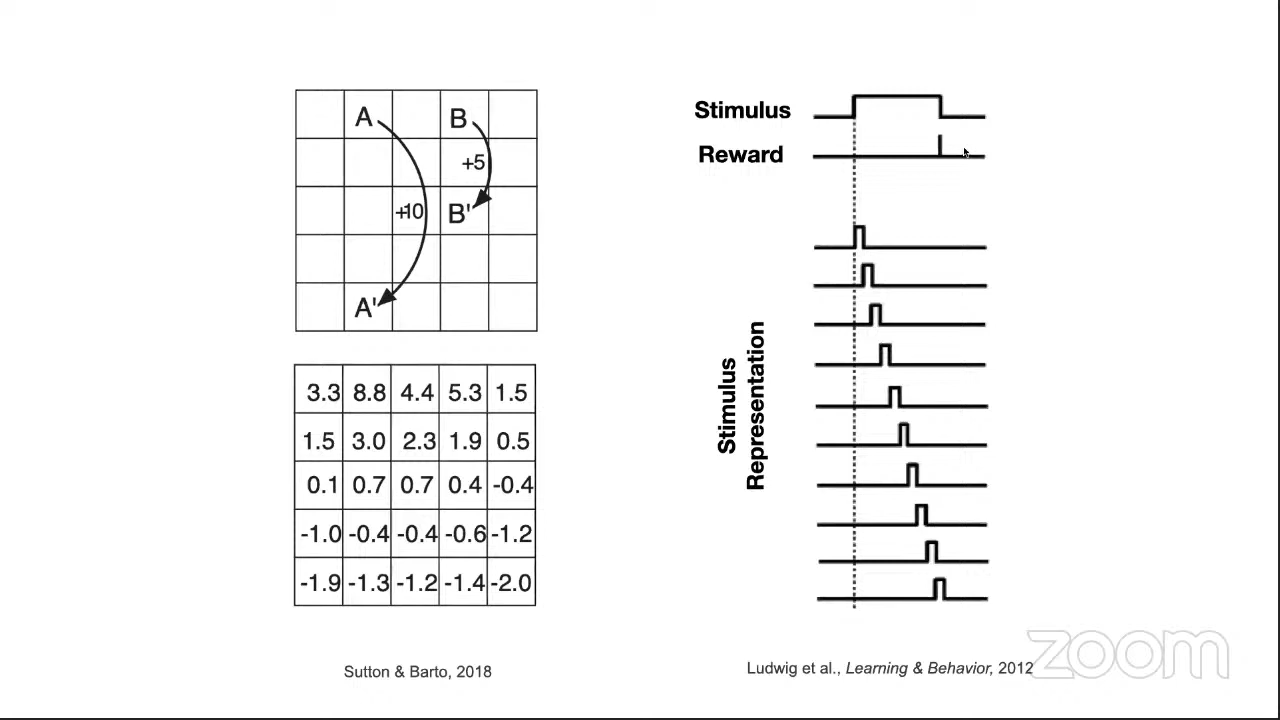 A B
+5
+10 B'
A'
3.3 8.8 4.4 5.3 1.5
1.5 3.0 2.3 1.9 0.5
0.1 0.7 0.7 0.4 -0.4
-1.0 -0.4 -0.4 -0.6 -1.2
-1.9 -1.3 -1.2 -1.4 -2.0
Sutton & Barto, 2018
Stimulus
Reward
Stimulus
Representation
Ludwig et al., Learning & Behavior, 2012
zoom